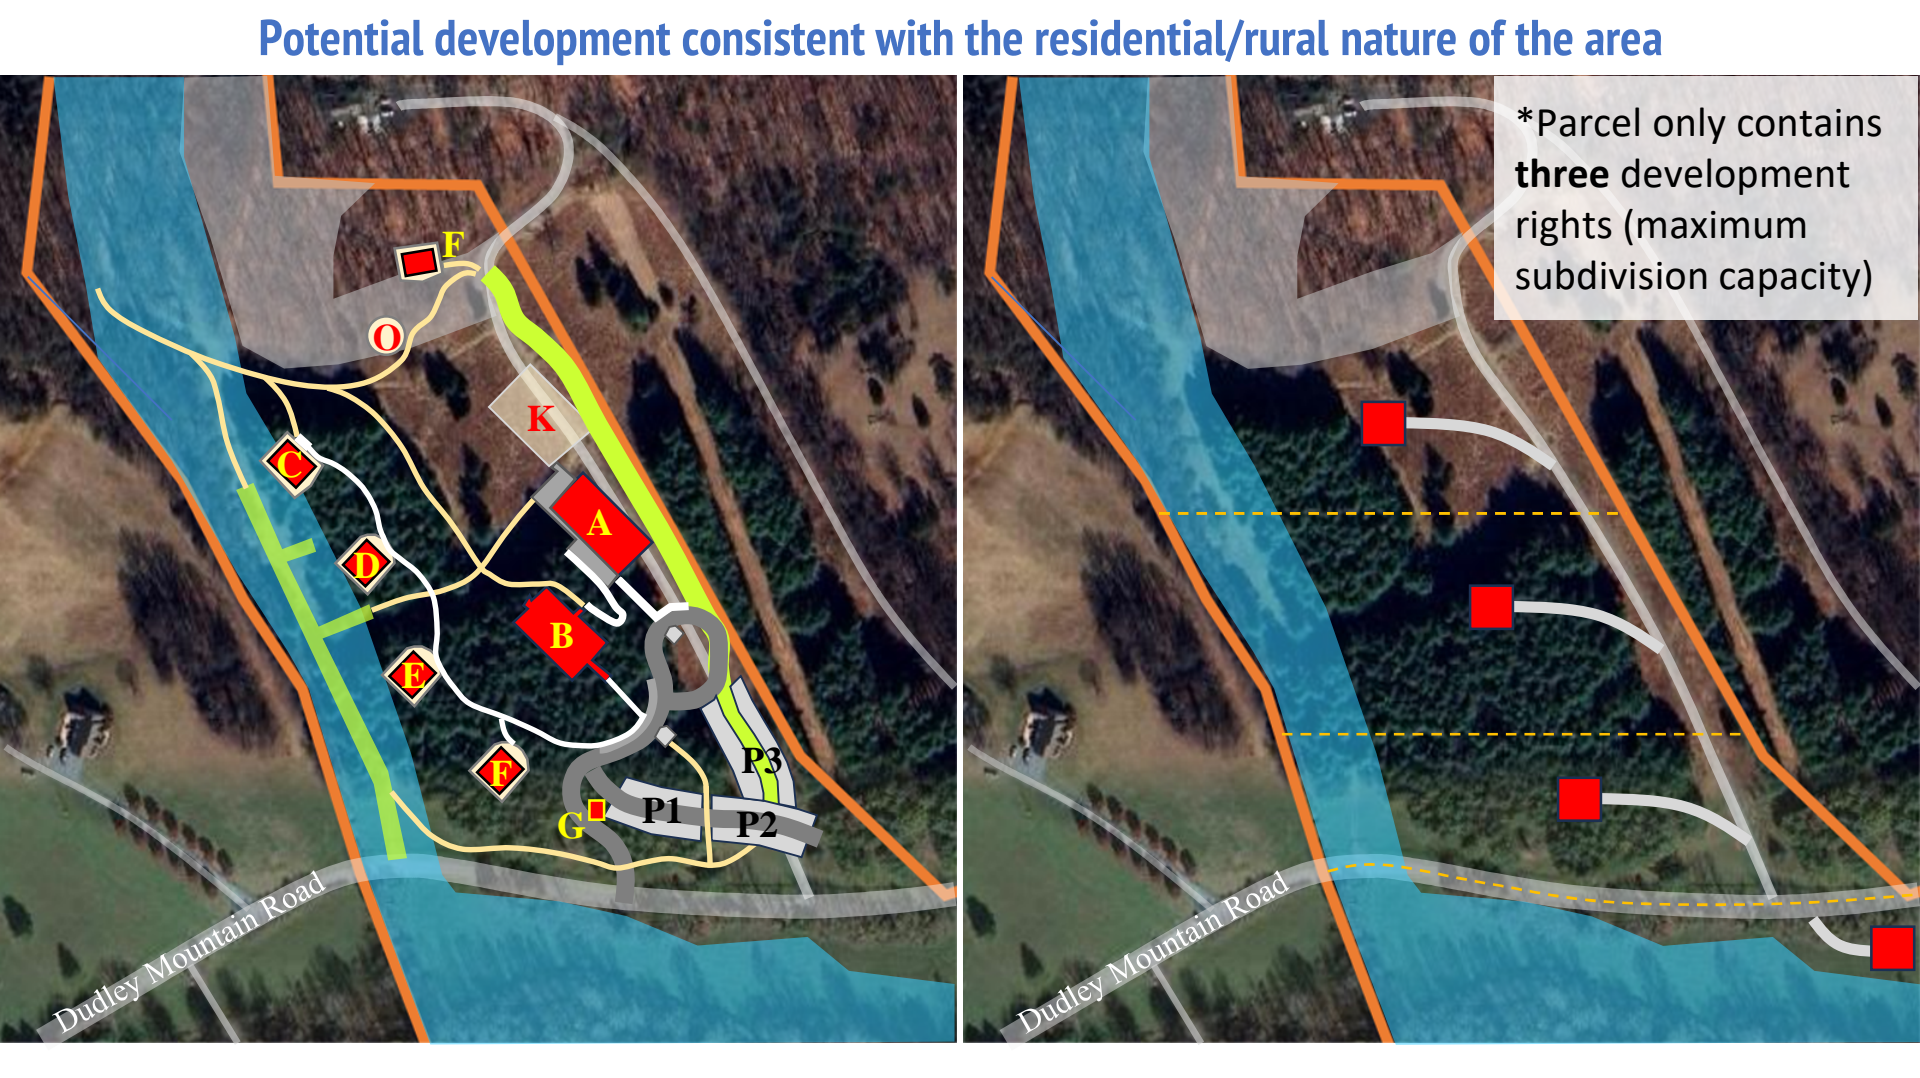 Potential development consistent with the residential/rural nature of the area
*Parcel only contains
three development
rights (maximum
subdivision capacity)
F
O
K
C
A
D
B
E
F
P3
P1
P2
G
Dudley Mountain Road
Dudley Mountain Road